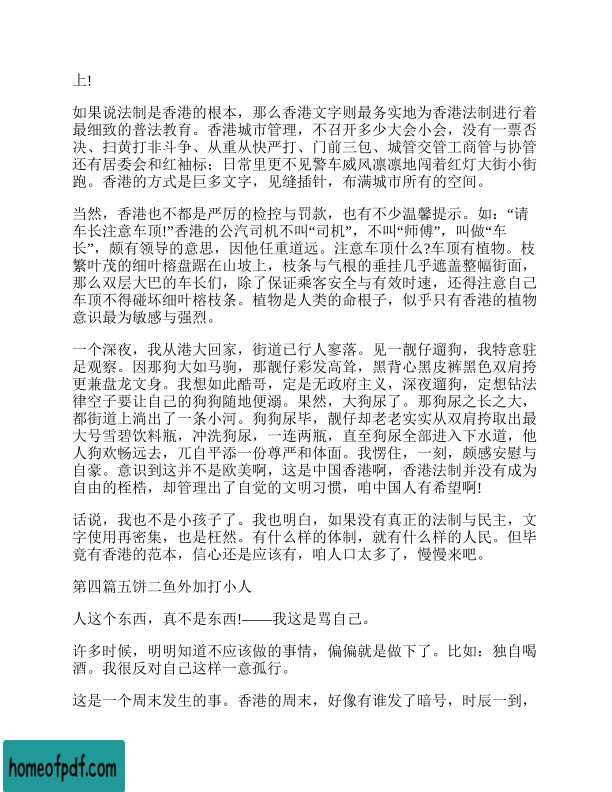 上!
如果说法制是香港的根本，那么香港文字则最务实地为香港法制进行着
最细致的普法教育。香港城市管理，不召开多少大会小会，没有一票否
决、扫黄打非斗争、从重从快严打、门前三包、城管交管工商管与协管
还有居委会和红袖标；日常里更不见警车威风凛凛地闯着红灯大街小街
跑。香港的方式是巨多文字，见缝插针，布满城市所有的空间。
当然，香港也不都是严厉的检控与罚款，也有不少温馨提示。如：“请
车长注意车顶!”香港的公汽司机不叫“司机”，不叫“师傅”，叫做“车
长”，颇有领导的意思，因他任重道远。注意车顶什么?车顶有植物。枝
繁叶茂的细叶榕盘踞在山坡上，枝条与气根的垂挂几乎遮盖整幅街面，
那么双层大巴的车长们，除了保证乘客安全与有效时速，还得注意自己
车顶不得碰坏细叶榕枝条。植物是人类的命根子，似乎只有香港的植物
意识最为敏感与强烈。
一个深夜，我从港大回家，街道已行人寥落。见一靓仔遛狗，我特意驻
足观察。因那狗大如马驹，那靓仔彩发高耸，黑背心黑皮裤黑色双肩挎
更兼盘龙文身。我想如此酷哥，定是无政府主义，深夜遛狗，定想钻法
律空子要让自己的狗狗随地便溺。果然，大狗尿了。那狗尿之长之大，
都街道上淌出了一条小河。狗狗尿毕，靓仔却老老实实从双肩挎取出最
大号雪碧饮料瓶，冲洗狗尿，一连两瓶，直至狗尿全部进入下水道，他
人狗欢畅远去，兀自平添一份尊严和体面。我愣住，一刻，颇感安慰与
自豪。意识到这并不是欧美啊，这是中国香港啊，香港法制并没有成为
自由的桎梏，却管理出了自觉的文明习惯，咱中国人有希望啊!
话说，我也不是小孩子了。我也明白，如果没有真正的法制与民主，文
字使用再密集，也是枉然。有什么样的体制，就有什么样的人民。但毕
竟有香港的范本，信心还是应该有，咱人口太多了，慢慢来吧。
第四篇五饼二鱼外加打小人
人这个东西，真不是东西!——我这是骂自己。
许多时候，明明知道不应该做的事情，偏偏就是做下了。比如：独自喝
酒。我很反对自己这样一意孤行。
这是一个周末发生的事。香港的周末，好像有谁发了暗号，时辰一到，
homeofpdf.com